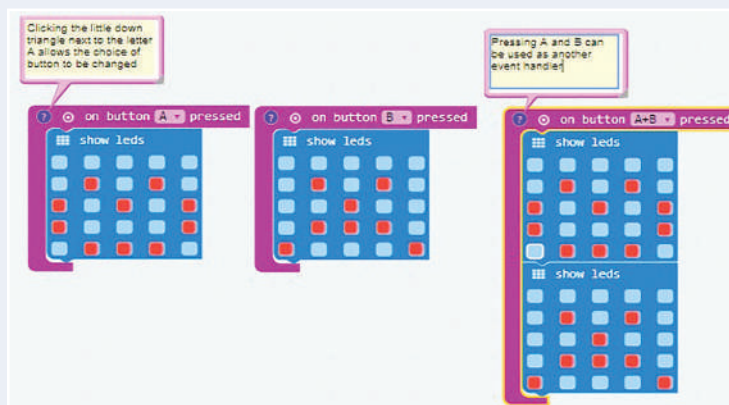 Clicking the little down
triangle next to the letter
A allows the choice of
button to be changed
Pressing A and B can
be used as another
event handler
? on button A pressed
show leds
? on button B pressed
show leds
? on button A+B pressed
show leds
show leds